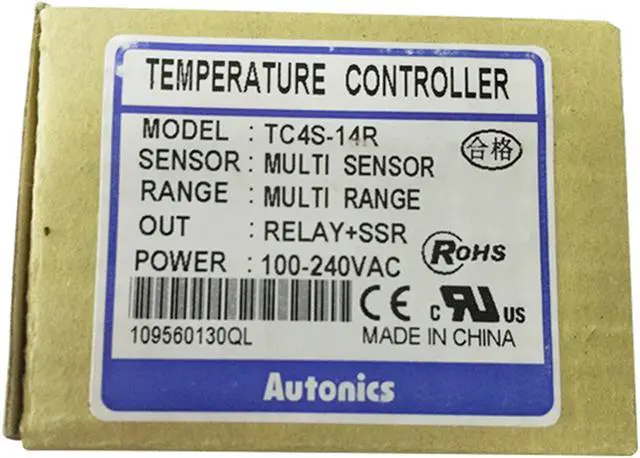 TEMPERATURE CONTROLLER
MODEL : TC4S-14R
合格
SENSOR : MULTI SENSOR
RANGE : MULTI RANGE
OUT : RELAY+SSR
RoHS
POWER : 100-240VAC
CE c RU US
109560130QL
MADE IN CHINA
Autonics